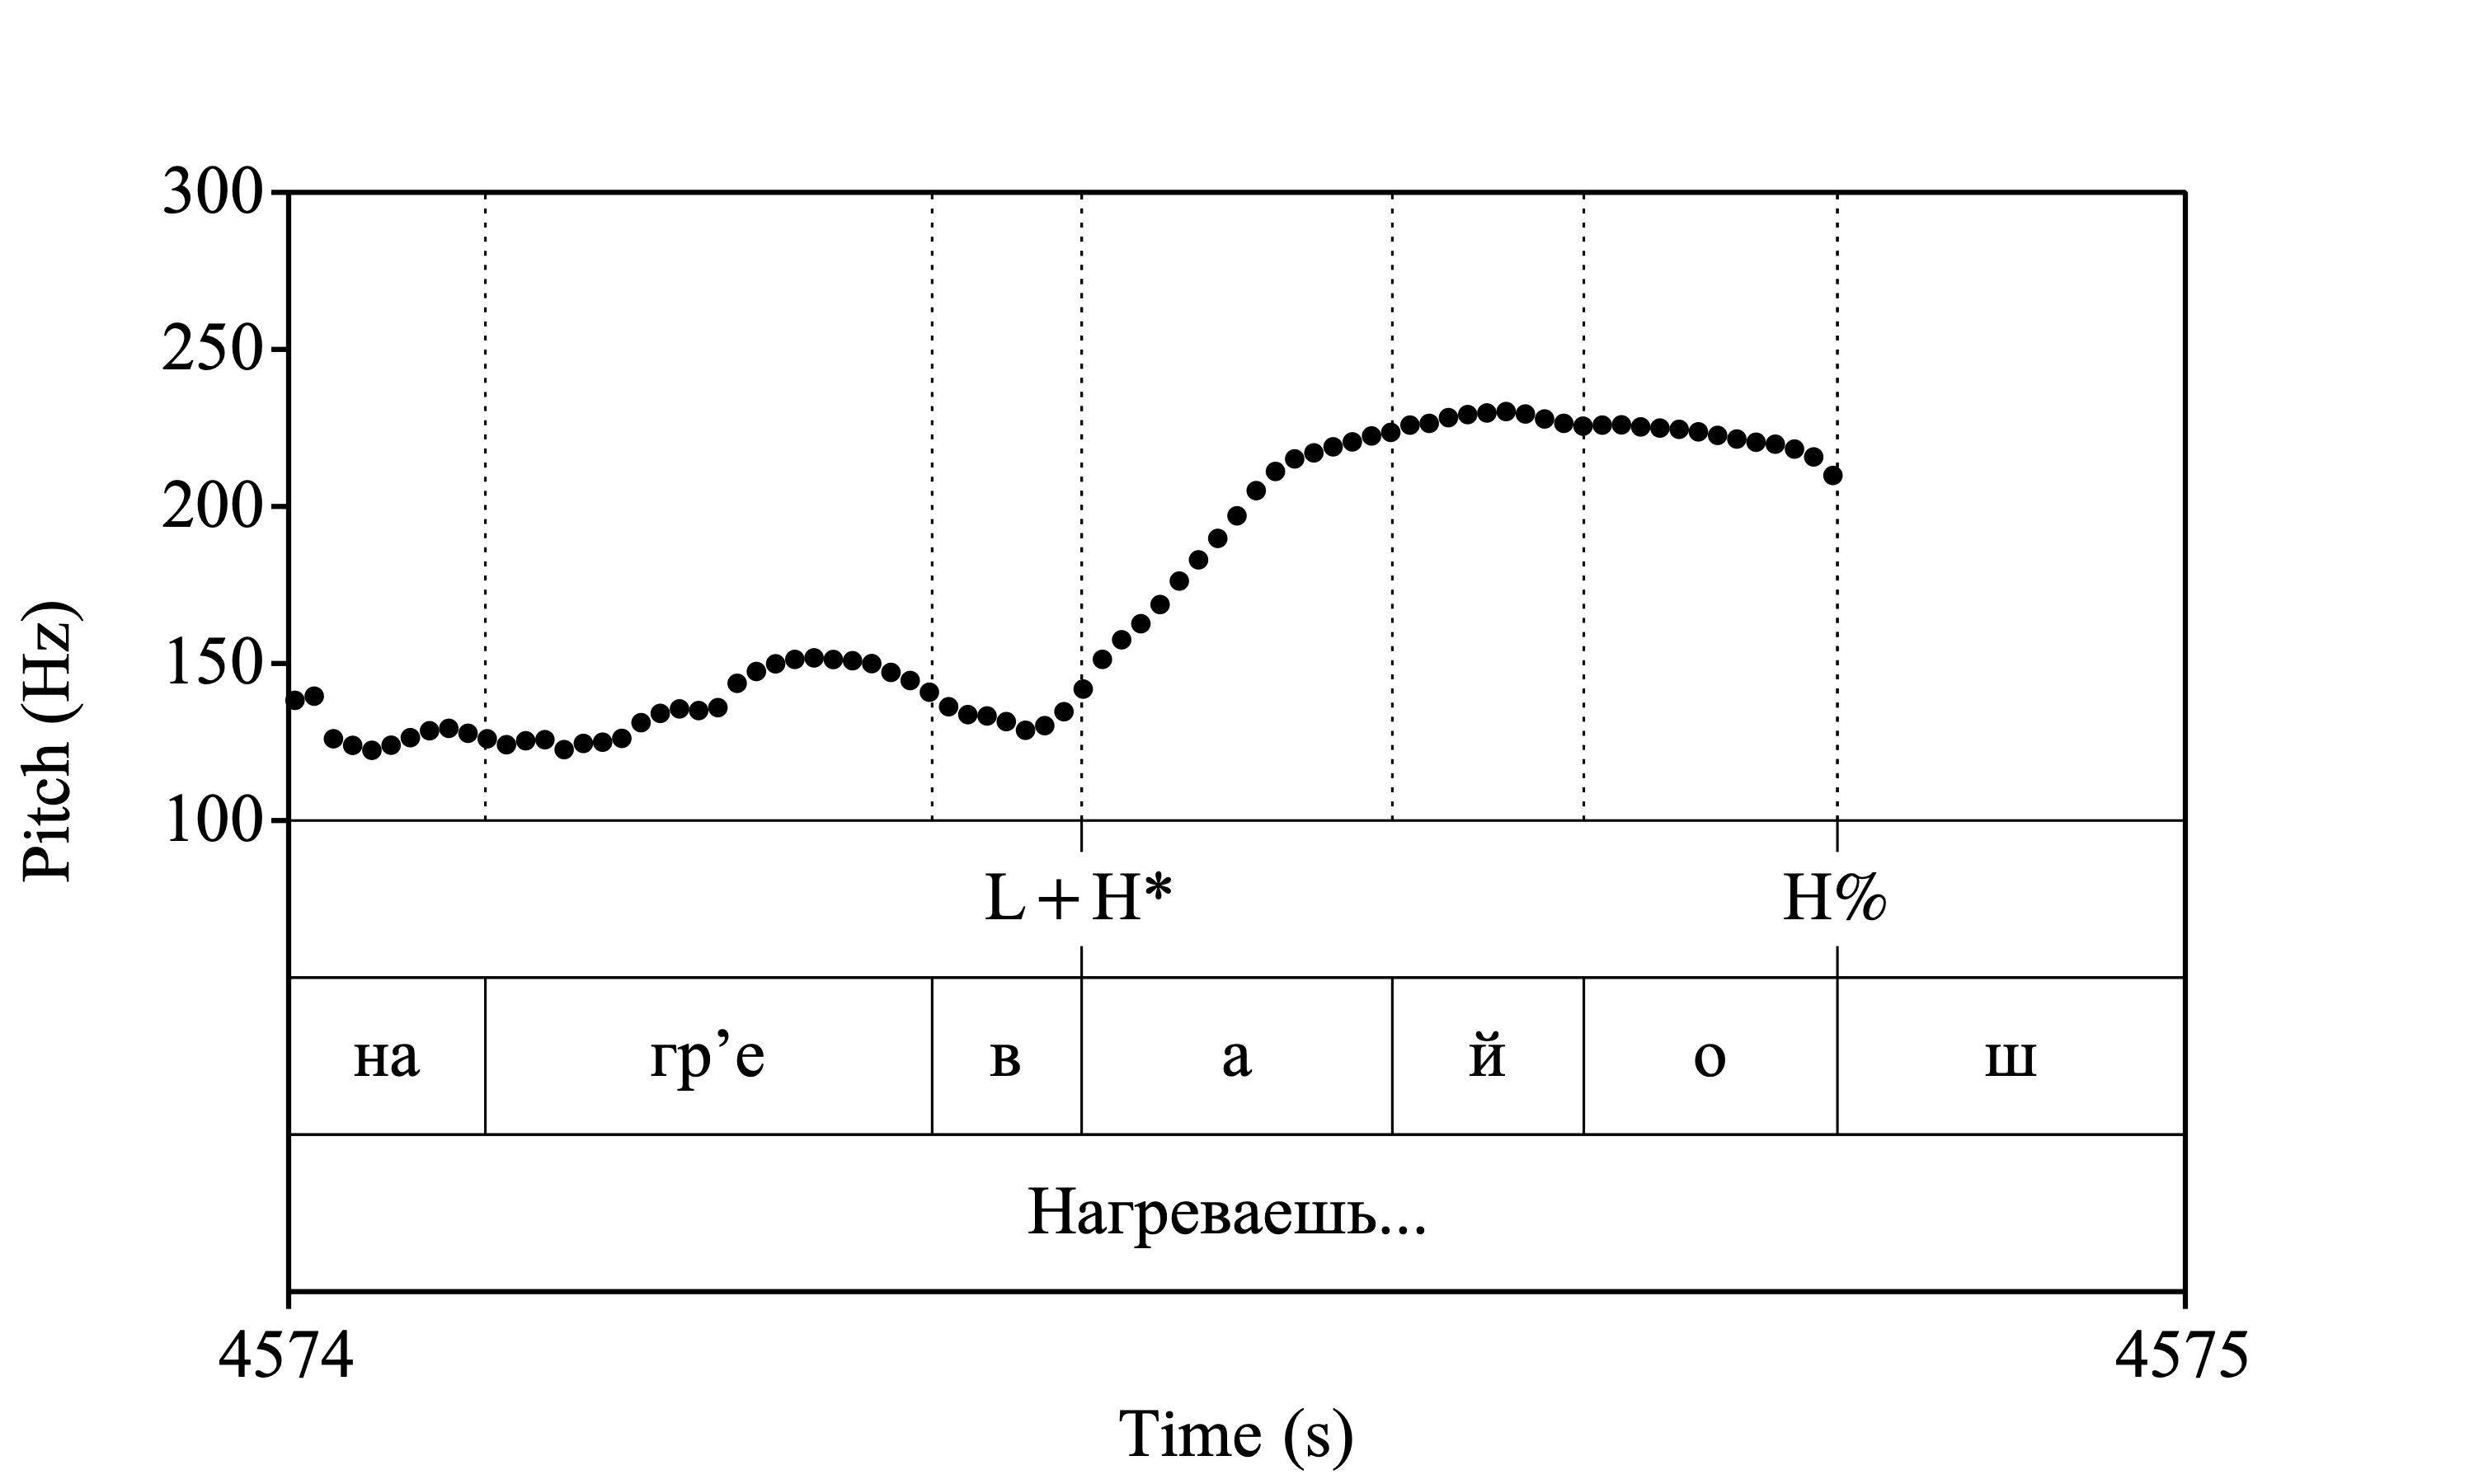 300
250
200
150
100
Pitch (Hz)
L+H* H%
на гр’е в а й о ш
Нагреваешь...
4574 4575
Time (s)